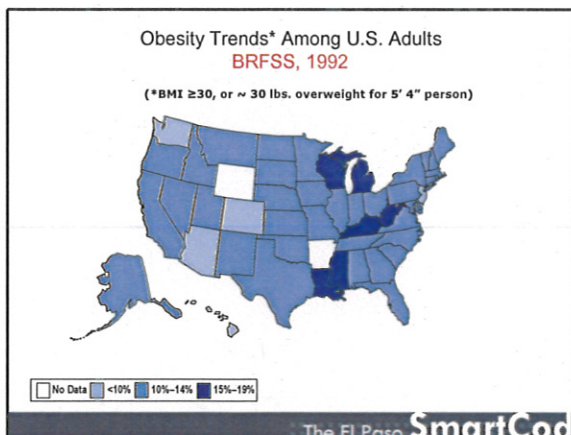 Obesity Trends* Among U.S. Adults
BRFSS, 1992
(*BMI ≥30, or ~ 30 lbs. overweight for 5' 4" person)
No Data <10% 10%–14% 15%–19%
The El Paso SmartCod